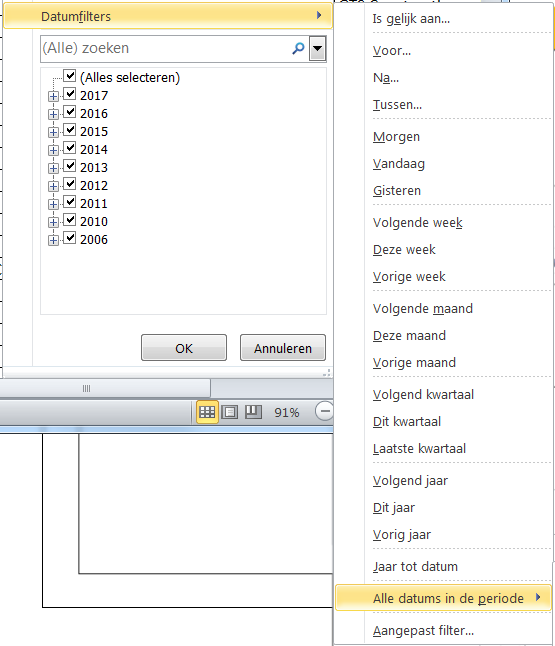 Datumfilters
(Alle) zoeken
(Alles selecteren)
2017
2016
2015
2014
2013
2012
2011
2010
2006
OK
Annuleren
91%
Is gelijk aan...
Voor...
Na...
Tussen...
Morgen
Vandaag
Gisteren
Volgende week
Deze week
Vorige week
Volgende maand
Deze maand
Vorige maand
Volgend kwartaal
Dit kwartaal
Laatste kwartaal
Volgend jaar
Dit jaar
Vorig jaar
Jaar tot datum
Alle datums in de periode
Aangepast filter...